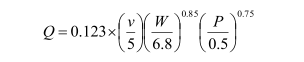 Q = 0.123 × (v/5) (W/6.8)^0.85 (P/0.5)^0.75